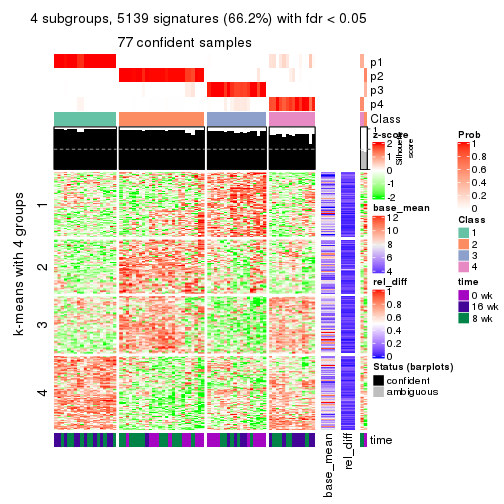 4 subgroups, 5139 signatures (66.2%) with fdr < 0.05
77 confident samples
p1
p2
p3
p4
Class
1
Silhouette
score
k-means with 4 groups
1
2
3
4
time
base_mean
rel_diff
z-score
2
1
0
-1
-2
base_mean
12
10
8
6
4
rel_diff
1
0.8
0.6
0.4
0.2
0
Status (barplots)
confident
ambiguous
Prob
1
0.8
0.6
0.4
0.2
0
Class
1
2
3
4
time
0 wk
16 wk
8 wk